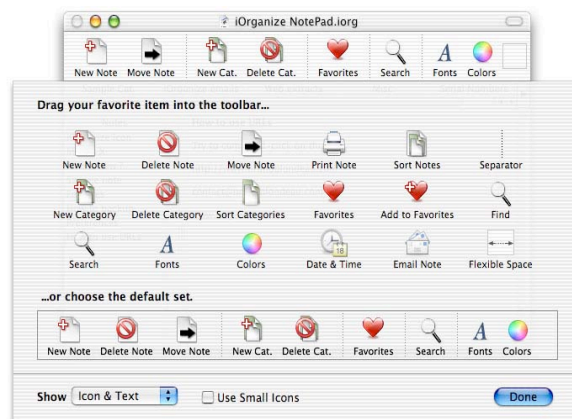 iOrganize NotePad.iorg
New Note Move Note New Cat. Delete Cat. Favorites Search Fonts Colors
Drag your favorite item into the toolbar...
New Note Delete Note Move Note Print Note Sort Notes Separator
New Category Delete Category Sort Categories Favorites Add to Favorites Find
18
Search Fonts Colors Date & Time Email Note Flexible Space
...or choose the default set.
New Note Delete Note Move Note New Cat. Delete Cat. Favorites Search Fonts Colors
Show Icon & Text Use Small Icons Done